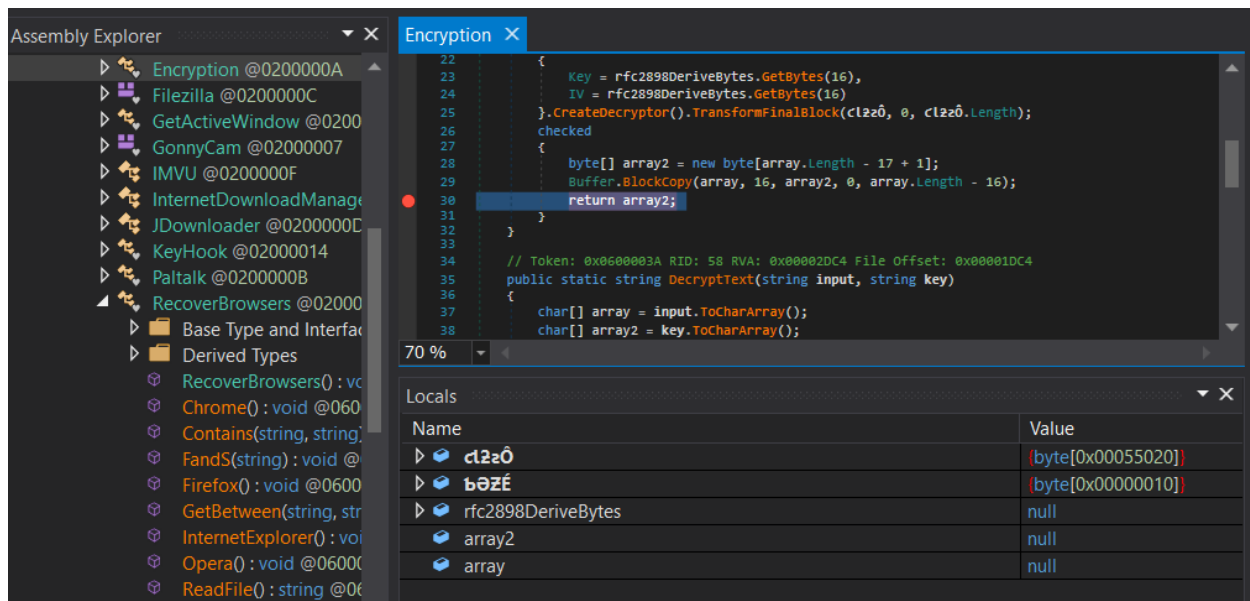 Assembly Explorer
Encryption @0200000A
Filezilla @0200000C
GetActiveWindow @0200
GonnyCam @02000007
IMVU @0200000F
InternetDownloadManage
JDownloader @0200000D
KeyHook @02000014
Paltalk @0200000B
RecoverBrowsers @02000
Base Type and Interfac
Derived Types
RecoverBrowsers() : vo
Chrome() : void @060
Contains(string, string)
FandS(string) : void @
Firefox() : void @0600
GetBetween(string, str
InternetExplorer() : voi
Opera() : void @0600
ReadFile() : string @06
Encryption
22 {
23 Key = rfc2898DeriveBytes.GetBytes(16),
24 IV = rfc2898DeriveBytes.GetBytes(16)
25 }.CreateDecryptor().TransformFinalBlock(, 0, .Length);
26 checked
27 {
28 byte[] array2 = new byte[array.Length - 17 + 1];
29 Buffer.BlockCopy(array, 16, array2, 0, array.Length - 16);
30 return array2;
31 }
32 }
33
34 // Token: 0x0600003A RID: 58 RVA: 0x00002DC4 File Offset: 0x00001DC4
35 public static string DecryptText(string input, string key)
36 {
37 char[] array = input.ToCharArray();
38 char[] array2 = key.ToCharArray();
70 %
Locals
Name Value
{byte[0x00055020]}
{byte[0x00000010]}
rfc2898DeriveBytes null
array2 null
array null